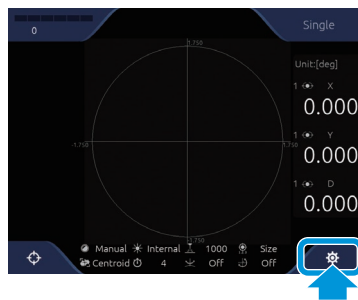 0
Single
1.750
Unit:[deg]
1 X
0.000
-1.750
1.750
1 Y
0.000
1 D
0.000
-1.750
Manual Internal 1000 Size
Centroid 4 Off Off